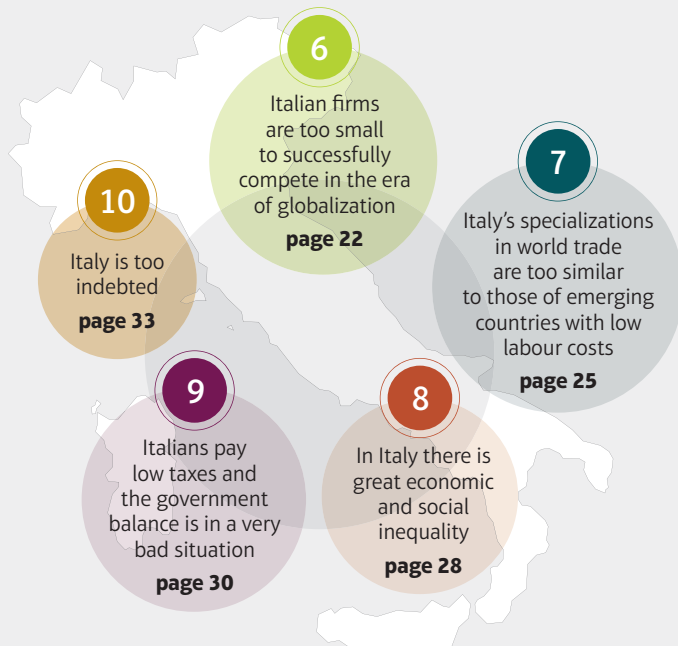 6
Italian firms
are too small
to successfully
compete in the era
of globalization
page 22
7
Italy's specializations
in world trade
are too similar
to those of emerging
countries with low
labour costs
page 25
8
In Italy there is
great economic
and social
inequality
page 28
9
Italians pay
low taxes and
the government
balance is in a very
bad situation
page 30
10
Italy is too
indebted
page 33